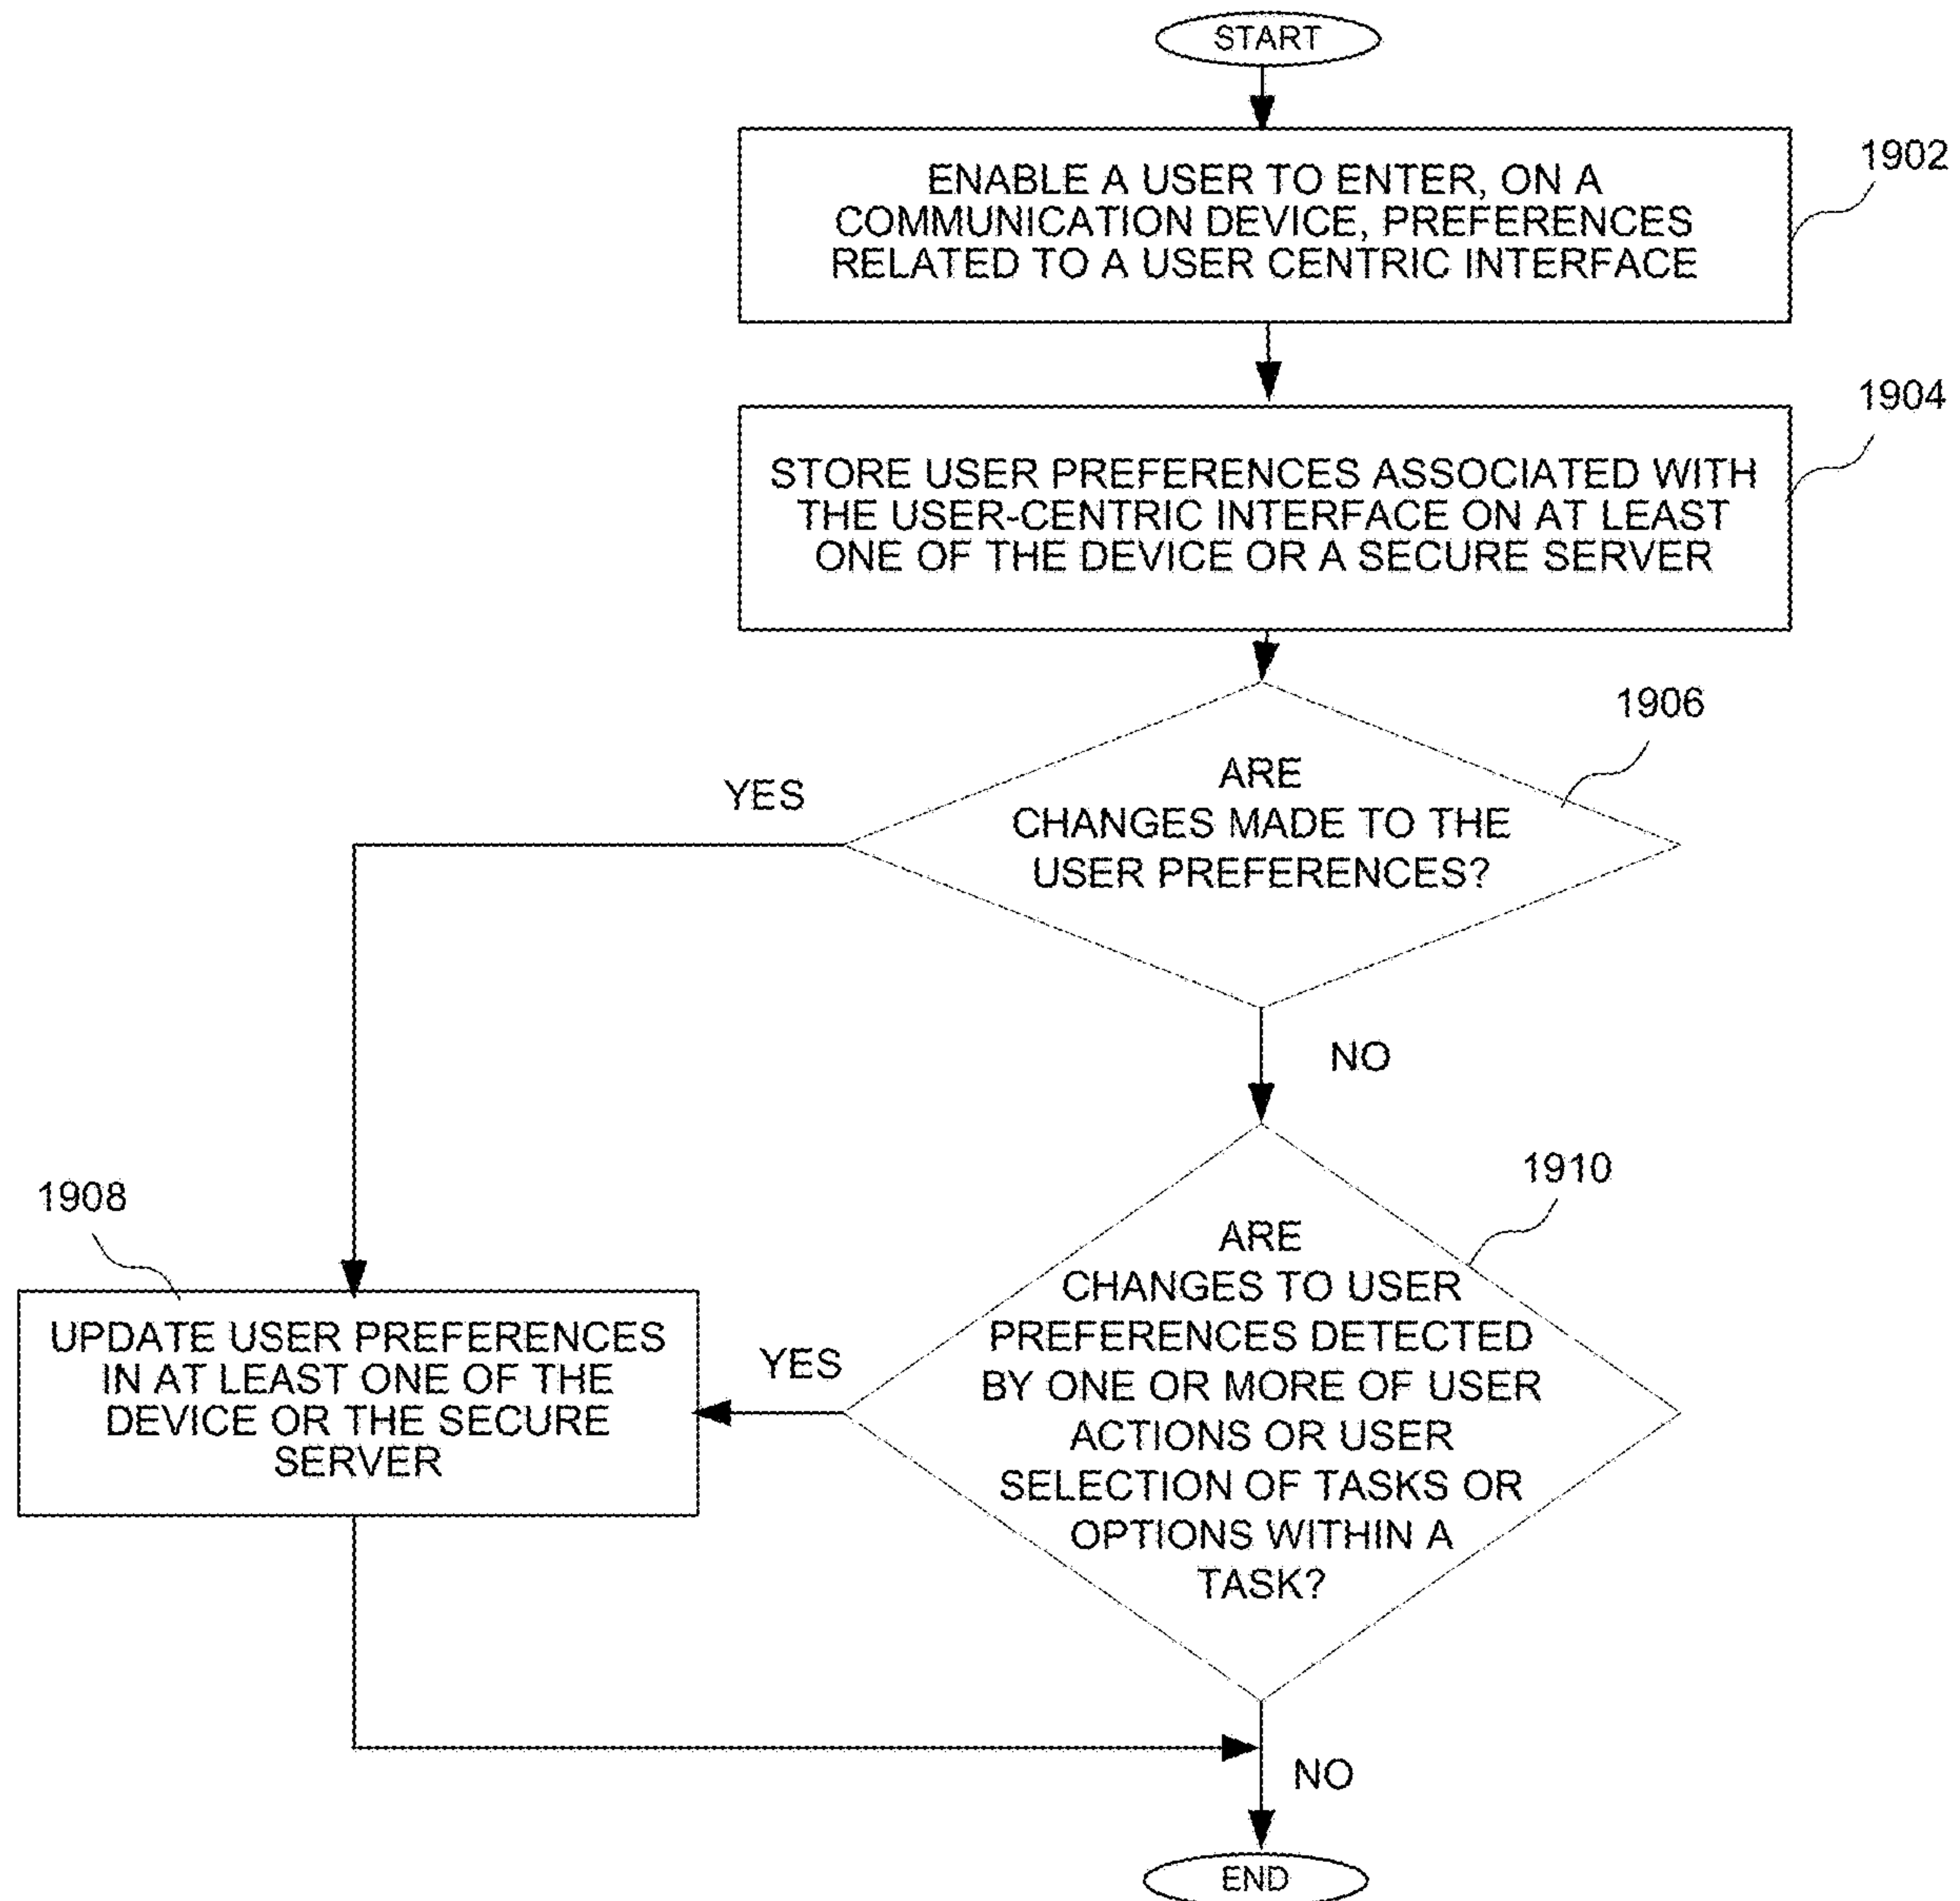 START
1902
ENABLE A USER TO ENTER, ON A
COMMUNICATION DEVICE, PREFERENCES
RELATED TO A USER CENTRIC INTERFACE
1904
STORE USER PREFERENCES ASSOCIATED WITH
THE USER-CENTRIC INTERFACE ON AT LEAST
ONE OF THE DEVICE OR A SECURE SERVER
1906
YES
ARE
CHANGES MADE TO THE
USER PREFERENCES?
NO
1908
1910
UPDATE USER PREFERENCES
IN AT LEAST ONE OF THE
DEVICE OR THE SECURE
SERVER
YES
ARE
CHANGES TO USER
PREFERENCES DETECTED
BY ONE OR MORE OF USER
ACTIONS OR USER
SELECTION OF TASKS OR
OPTIONS WITHIN A
TASK?
NO
END